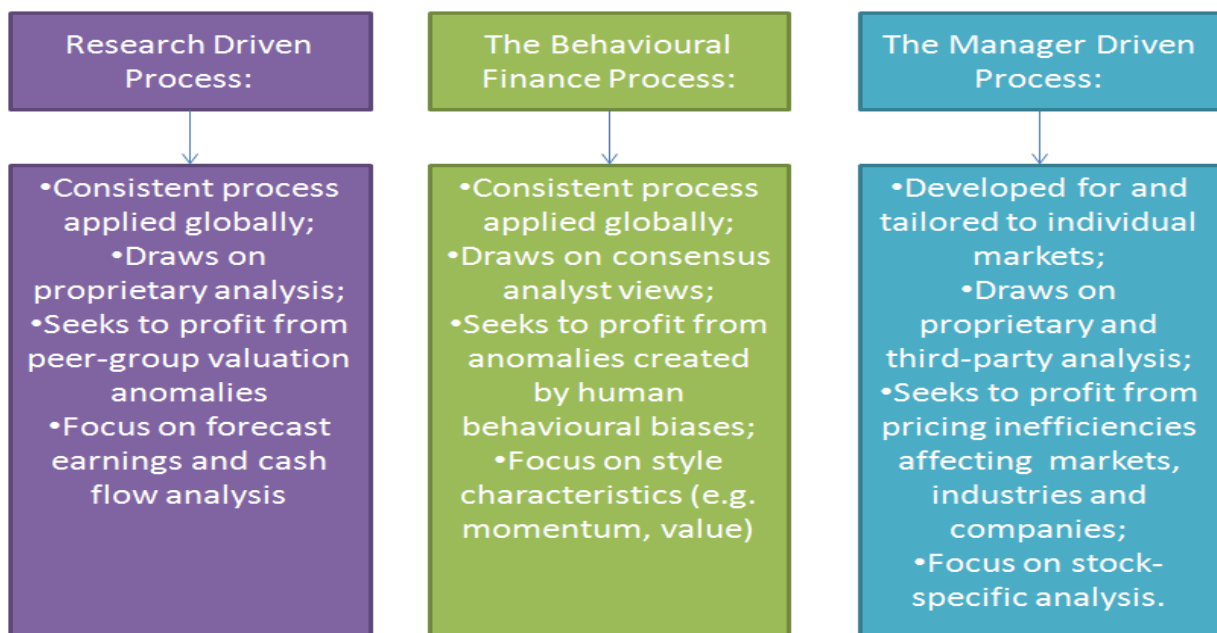 Research Driven
Process:
•Consistent process
applied globally;
•Draws on
proprietary analysis;
•Seeks to profit from
peer-group valuation
anomalies
•Focus on forecast
earnings and cash
flow analysis
The Behavioural
Finance Process:
•Consistent process
applied globally;
•Draws on consensus
analyst views;
•Seeks to profit from
anomalies created
by human
behavioural biases;
•Focus on style
characteristics (e.g.
momentum, value)
The Manager Driven
Process:
•Developed for and
tailored to individual
markets;
•Draws on
proprietary and
third-party analysis;
•Seeks to profit from
pricing inefficiencies
affecting  markets,
industries and
companies;
•Focus on stock-
specific analysis.